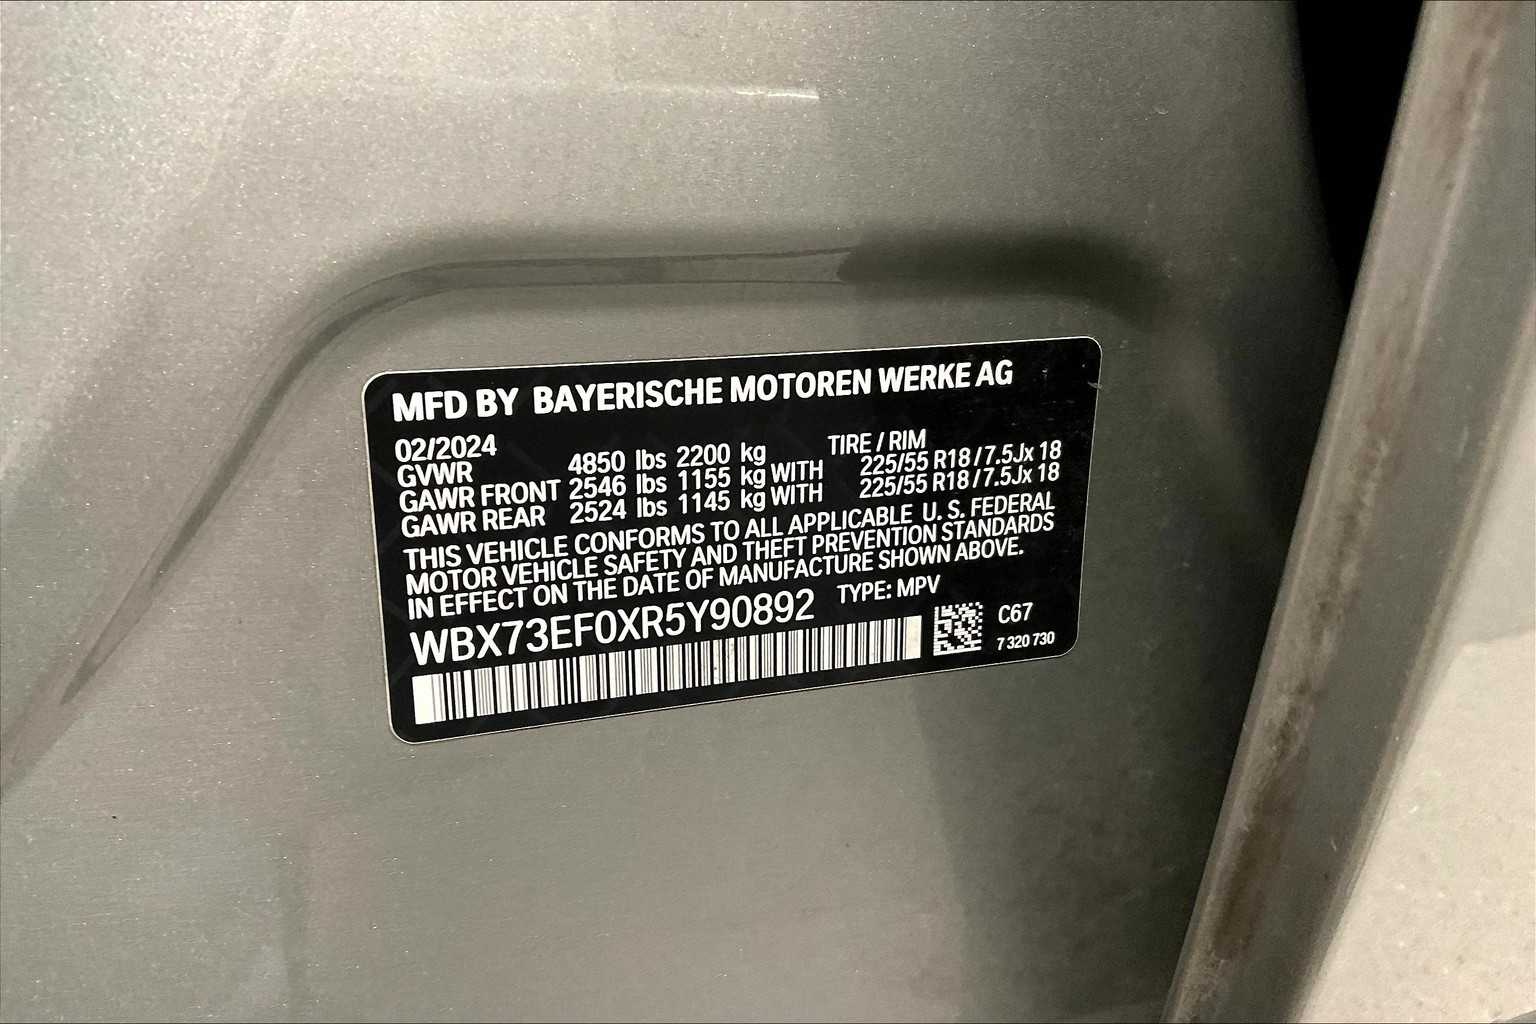 MFD BY BAYERISCHE MOTOREN WERKE AG
02/2024 TIRE / RIM
GVWR 4850 lbs 2200 kg
GAWR FRONT 2546 lbs 1155 kg WITH 225/55 R18 / 7.5Jx 18
GAWR REAR 2524 lbs 1145 kg WITH 225/55 R18 / 7.5Jx 18
THIS VEHICLE CONFORMS TO ALL APPLICABLE U. S. FEDERAL
MOTOR VEHICLE SAFETY AND THEFT PREVENTION STANDARDS
IN EFFECT ON THE DATE OF MANUFACTURE SHOWN ABOVE.
WBX73EF0XR5Y90892 TYPE: MPV
C67
7 320 730